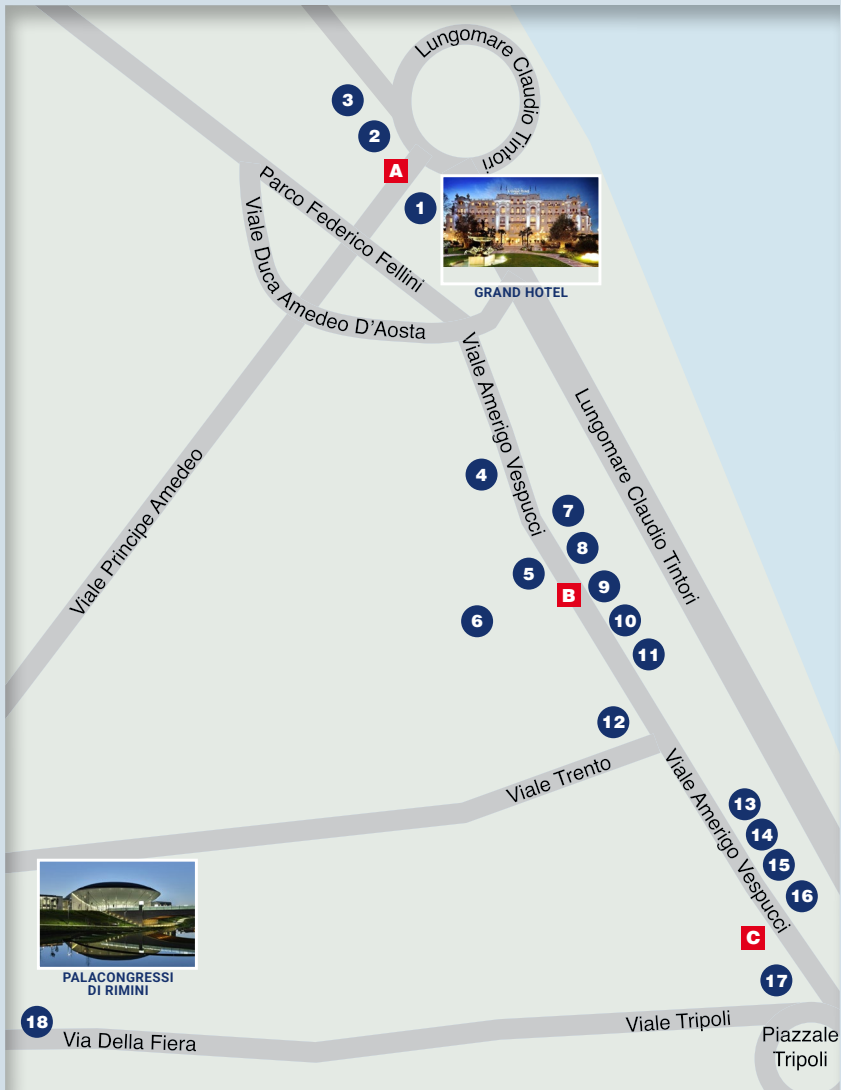 Lungomare Claudio Tintori
3
2
A
1
Parco Federico Fellini
Viale Duca Amedeo D'Aosta
GRAND HOTEL
Viale Amerigo Vespucci
Lungomare Claudio Tintori
Viale Principe Amedeo
4
7
8
5
9
B
6
10
11
12
Viale Trento
Viale Amerigo Vespucci
13
14
15
16
C
17
PALACONGRESSI
DI RIMINI
18
Via Della Fiera
Viale Tripoli
Piazzale
Tripoli